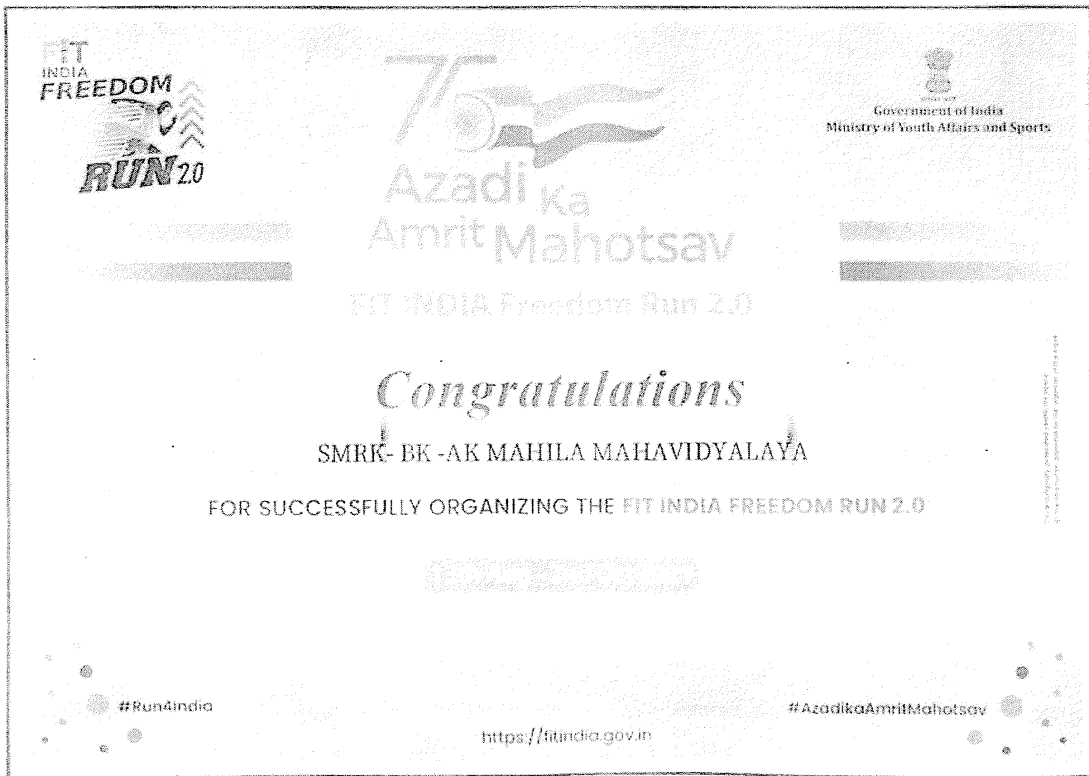 FIT
INDIA
FREEDOM
RUN 2.0
75
Azadi Ka
Amrit Mahotsav
FIT INDIA Freedom Run 2.0
Government of India
Ministry of Youth Affairs and Sports
Congratulations
SMRK- BK -AK MAHILA MAHAVIDYALAYA
FOR SUCCESSFULLY ORGANIZING THE FIT INDIA FREEDOM RUN 2.0
#Run4India
#AzadikaAmritMahotsav
https://fitindia.gov.in